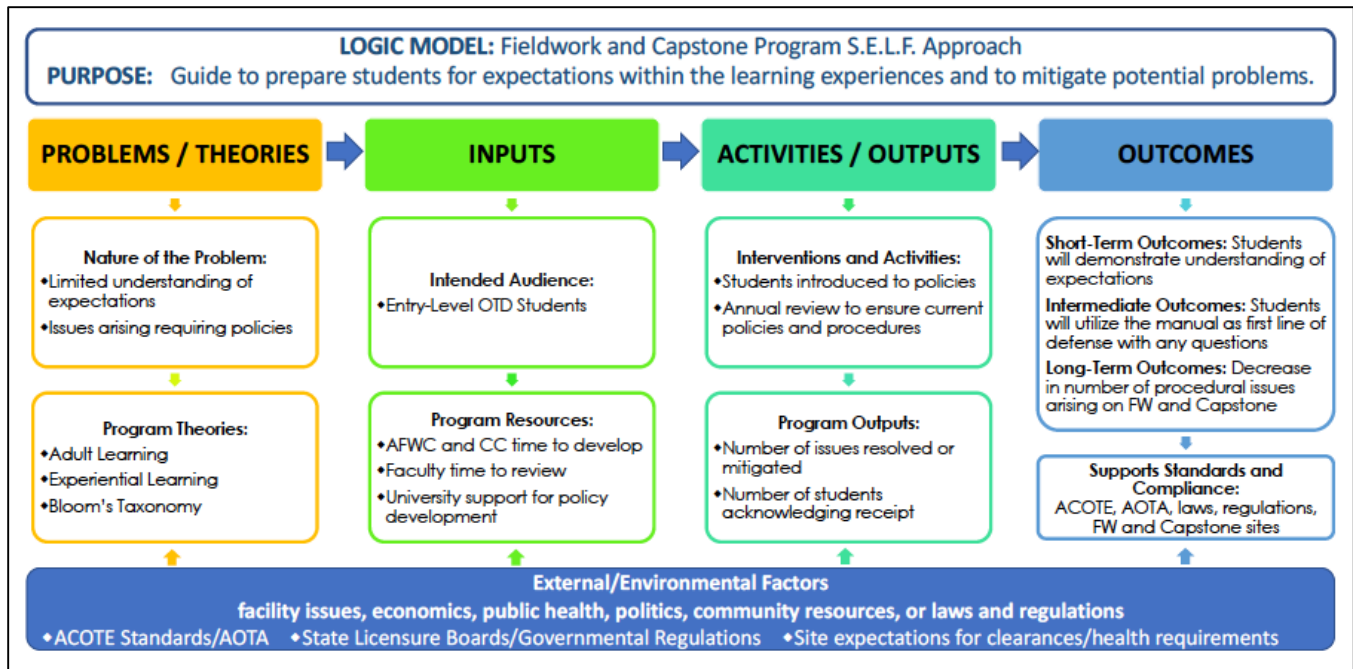 LOGIC MODEL: Fieldwork and Capstone Program S.E.L.F. Approach
PURPOSE: Guide to prepare students for expectations within the learning experiences and to mitigate potential problems.
PROBLEMS / THEORIES
Nature of the Problem:
◆Limited understanding of
expectations
◆Issues arising requiring policies
Program Theories:
◆Adult Learning
◆Experiential Learning
◆Bloom's Taxonomy
INPUTS
Intended Audience:
◆Entry-Level OTD Students
Program Resources:
◆AFWC and CC time to develop
◆Faculty time to review
◆University support for policy
development
ACTIVITIES / OUTPUTS
Interventions and Activities:
◆Students introduced to policies
◆Annual review to ensure current
policies and procedures
Program Outputs:
◆Number of issues resolved or
mitigated
◆Number of students
acknowledging receipt
OUTCOMES
Short-Term Outcomes: Students
will demonstrate understanding of
expectations
Intermediate Outcomes: Students
will utilize the manual as first line of
defense with any questions
Long-Term Outcomes: Decrease
in number of procedural issues
arising on FW and Capstone
Supports Standards and
Compliance:
ACOTE, AOTA, laws, regulations,
FW and Capstone sites
External/Environmental Factors
facility issues, economics, public health, politics, community resources, or laws and regulations
◆ACOTE Standards/AOTA ◆State Licensure Boards/Governmental Regulations ◆Site expectations for clearances/health requirements